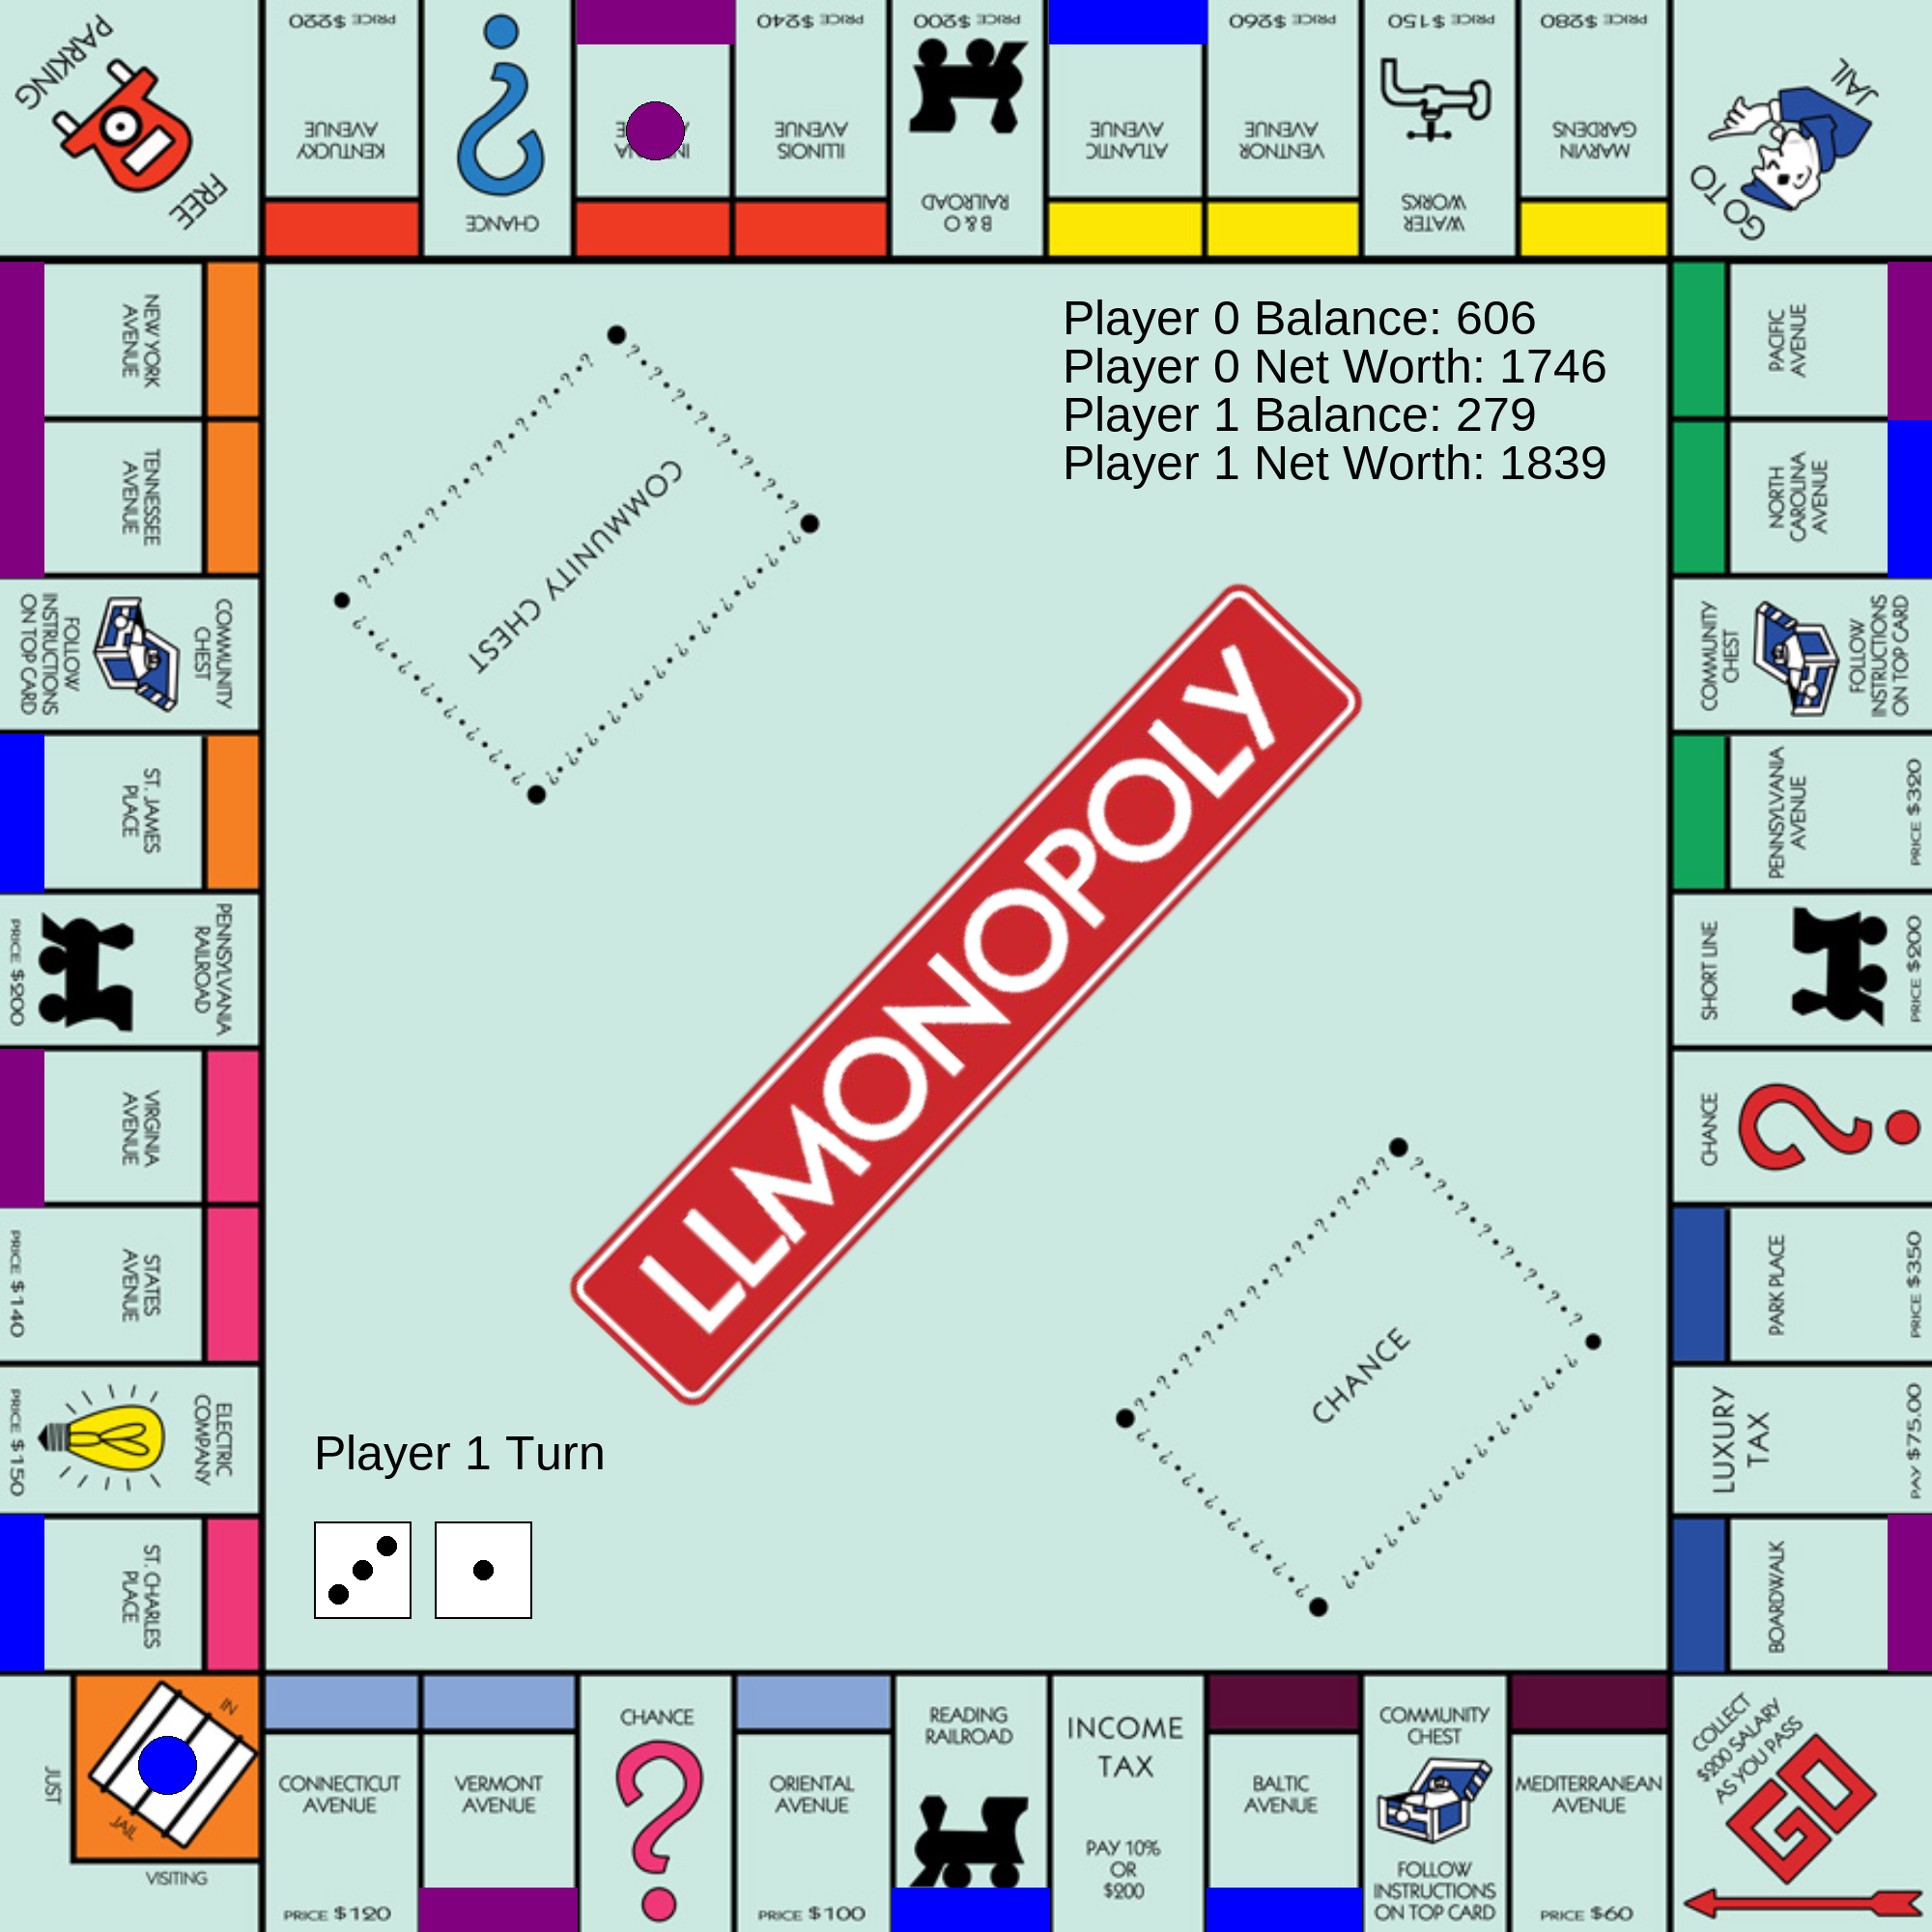 FREE
PARKING
PRICE $220
KENTUCKY
AVENUE
CHANCE
PRICE $240
ILLINOIS
AVENUE
PRICE $200
B & O
RAILROAD
ATLANTIC
AVENUE
PRICE $260
VENTNOR
AVENUE
PRICE $150
WATER
WORKS
PRICE $280
MARVIN
GARDENS
GO TO
JAIL
NEW YORK
AVENUE
TENNESSEE
AVENUE
COMMUNITY
CHEST
FOLLOW
INSTRUCTIONS
ON TOP CARD
ST. JAMES
PLACE
PENNSYLVANIA
RAILROAD
PRICE $200
VIRGINIA
AVENUE
STATES
AVENUE
PRICE $140
ELECTRIC
COMPANY
PRICE $150
ST. CHARLES
PLACE
Player 0 Balance: 606
Player 0 Net Worth: 1746
Player 1 Balance: 279
Player 1 Net Worth: 1839
COMMUNITY CHEST
LLMONOPOLY
CHANCE
Player 1 Turn
PACIFIC
AVENUE
NORTH
CAROLINA
AVENUE
COMMUNITY
CHEST
FOLLOW
INSTRUCTIONS
ON TOP CARD
PENNSYLVANIA
AVENUE
PRICE $320
SHORT LINE
PRICE $200
CHANCE
PARK PLACE
PRICE $350
LUXURY
TAX
PAY $75.00
BOARDWALK
IN
JAIL
JUST
VISITING
CONNECTICUT
AVENUE
PRICE $120
VERMONT
AVENUE
CHANCE
ORIENTAL
AVENUE
PRICE $100
READING
RAILROAD
INCOME
TAX
PAY 10%
OR
$200
BALTIC
AVENUE
COMMUNITY
CHEST
FOLLOW
INSTRUCTIONS
ON TOP CARD
MEDITERRANEAN
AVENUE
PRICE $60
COLLECT
$200 SALARY
AS YOU PASS
GO